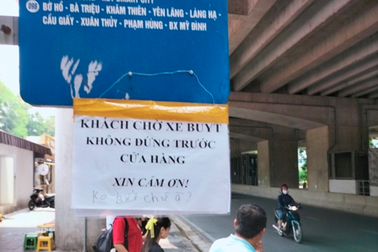 09B
BỜ HỒ - BÀ TRIỆU - KHÂM THIÊN - YÊN LÃNG - LÁNG HẠ -
CẦU GIẤY - XUÂN THỦY - PHẠM HÙNG - BX MỸ ĐÌNH
KHÁCH CHỜ XE BUÝT
KHÔNG ĐỨNG TRƯỚC
CỬA HÀNG
XIN CẢM ƠN!